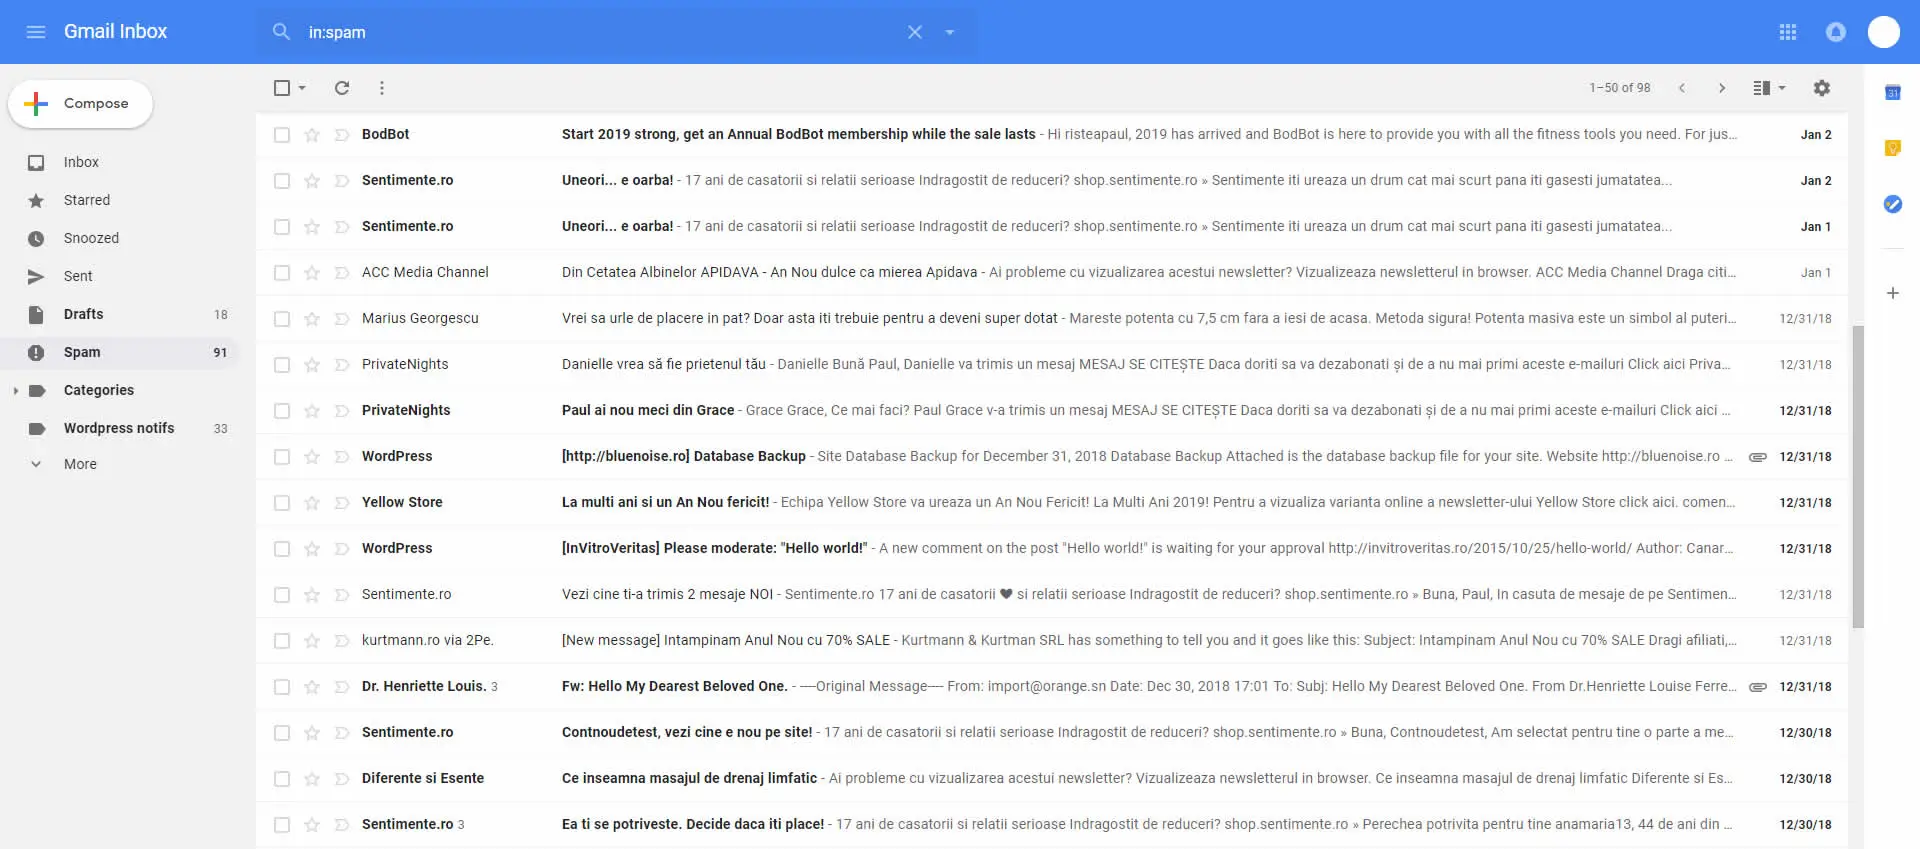 Gmail Inbox
in:spam
Compose
1–50 of 98
31
Inbox
Starred
Snoozed
Sent
Drafts 18
Spam 91
Categories
Wordpress notifs 33
More
BodBot Start 2019 strong, get an Annual BodBot membership while the sale lasts - Hi risteapaul, 2019 has arrived and BodBot is here to provide you with all the fitness tools you need. For jus... Jan 2
Sentimente.ro Uneori... e oarba! - 17 ani de casatorii si relatii serioase Indragostit de reduceri? shop.sentimente.ro » Sentimente iti ureaza un drum cat mai scurt pana iti gasesti jumatatea... Jan 2
Sentimente.ro Uneori... e oarba! - 17 ani de casatorii si relatii serioase Indragostit de reduceri? shop.sentimente.ro » Sentimente iti ureaza un drum cat mai scurt pana iti gasesti jumatatea... Jan 1
ACC Media Channel Din Cetatea Albinelor APIDAVA - An Nou dulce ca mierea Apidava - Ai probleme cu vizualizarea acestui newsletter? Vizualizeaza newsletterul in browser. ACC Media Channel Draga citi... Jan 1
Marius Georgescu Vrei sa urle de placere in pat? Doar asta iti trebuie pentru a deveni super dotat - Mareste potenta cu 7,5 cm fara a iesi de acasa. Metoda sigura! Potenta masiva este un simbol al puteri... 12/31/18
PrivateNights Danielle vrea să fie prietenul tău - Danielle Bună Paul, Danielle va trimis un mesaj MESAJ SE CITEȘTE Daca doriti sa va dezabonati și de a nu mai primi aceste e-mailuri Click aici Priva... 12/31/18
PrivateNights Paul ai nou meci din Grace - Grace Grace, Ce mai faci? Paul Grace v-a trimis un mesaj MESAJ SE CITEȘTE Daca doriti sa va dezabonati și de a nu mai primi aceste e-mailuri Click aici ... 12/31/18
WordPress [http://bluenoise.ro] Database Backup - Site Database Backup for December 31, 2018 Database Backup Attached is the database backup file for your site. Website http://bluenoise.ro ... 12/31/18
Yellow Store La multi ani si un An Nou fericit! - Echipa Yellow Store va ureaza un An Nou Fericit! La Multi Ani 2019! Pentru a vizualiza varianta online a newsletter-ului Yellow Store click aici. comen... 12/31/18
WordPress [InVitroVeritas] Please moderate: "Hello world!" - A new comment on the post "Hello world!" is waiting for your approval http://invitroveritas.ro/2015/10/25/hello-world/ Author: Canar... 12/31/18
Sentimente.ro Vezi cine ti-a trimis 2 mesaje NOI - Sentimente.ro 17 ani de casatorii ♥ si relatii serioase Indragostit de reduceri? shop.sentimente.ro » Buna, Paul, In casuta de mesaje de pe Sentimen... 12/31/18
kurtmann.ro via 2Pe. [New message] Intampinam Anul Nou cu 70% SALE - Kurtmann & Kurtman SRL has something to tell you and it goes like this: Subject: Intampinam Anul Nou cu 70% SALE Dragi afiliati,... 12/31/18
Dr. Henriette Louis. 3 Fw: Hello My Dearest Beloved One. - ----Original Message---- From: import@orange.sn Date: Dec 30, 2018 17:01 To: Subj: Hello My Dearest Beloved One. From Dr.Henriette Louise Ferre... 12/31/18
Sentimente.ro Contnoudetest, vezi cine e nou pe site! - 17 ani de casatorii si relatii serioase Indragostit de reduceri? shop.sentimente.ro » Buna, Contnoudetest, Am selectat pentru tine o parte a me... 12/30/18
Diferente si Esente Ce inseamna masajul de drenaj limfatic - Ai probleme cu vizualizarea acestui newsletter? Vizualizeaza newsletterul in browser. Ce inseamna masajul de drenaj limfatic Diferente si Es... 12/30/18
Sentimente.ro 3 Ea ti se potriveste. Decide daca iti place! - 17 ani de casatorii si relatii serioase Indragostit de reduceri? shop.sentimente.ro » Perechea potrivita pentru tine anamaria13, 44 de ani din ... 12/30/18